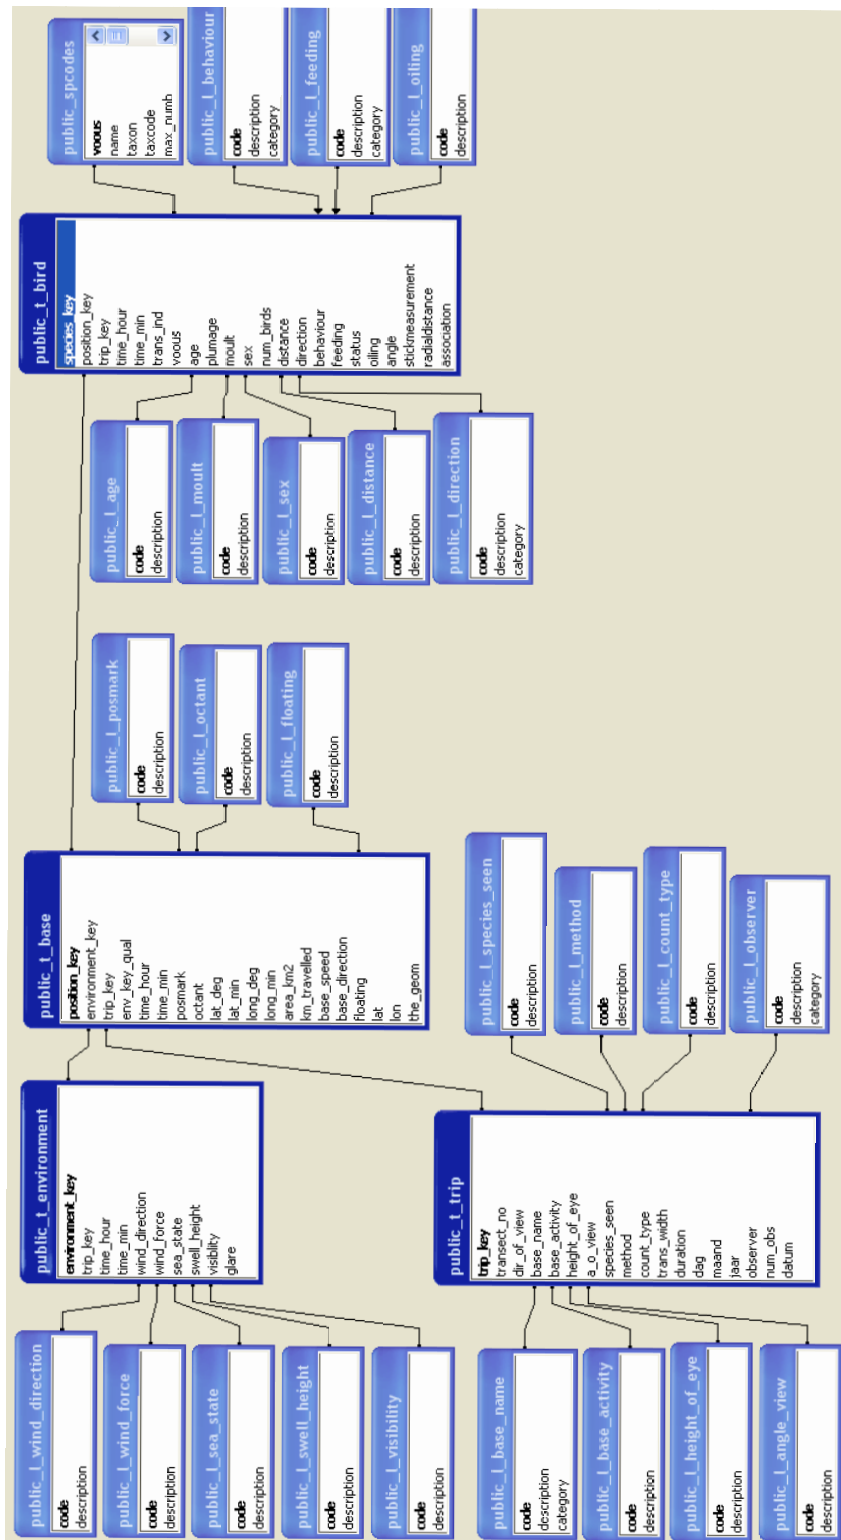 public_l_wind_direction
code
description
public_l_wind_force
code
description
public_l_sea_state
code
description
public_l_swell_height
code
description
public_l_visibility
code
description
public_t_environment
environment_key
trip_key
time_hour
time_min
wind_direction
wind_force
sea_state
swell_height
visiblity
glare
public_t_base
position_key
environment_key
trip_key
env_key_qual
time_hour
time_min
posmark
octant
lat_deg
lat_min
long_deg
long_min
area_km2
km_travelled
base_speed
base_direction
floating
lat
lon
the_geom
public_l_posmark
code
description
public_l_octant
code
description
public_l_floating
code
description
public_t_bird
species_key
position_key
trip_key
time_hour
time_min
trans_ind
voous
age
plumage
moult
sex
num_birds
distance
direction
behaviour
feeding
status
oiling
angle
stickmeasurement
radialdistance
association
public_l_age
code
description
public_l_moult
code
description
public_l_sex
code
description
public_l_distance
code
description
public_l_direction
code
description
category
public_spcodes
voous
name
taxon
taxcode
max_numb
public_l_behaviour
code
description
category
public_l_feeding
code
description
category
public_l_oiling
code
description
public_l_base_name
code
description
category
public_l_base_activity
code
description
public_l_height_of_eye
code
description
public_l_angle_view
code
description
public_t_trip
trip_key
transect_no
dir_of_view
base_name
base_activity
height_of_eye
a_o_view
species_seen
method
count_type
trans_width
duration
dag
maand
jaar
observer
num_obs
datum
public_l_species_seen
code
description
public_l_method
code
description
public_l_count_type
code
description
public_l_observer
code
description
category